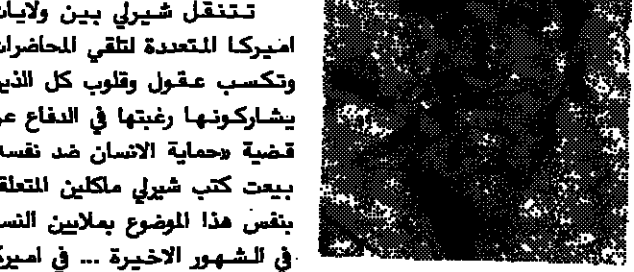 تتنقل شيرلي بين ولايات
اميركا المتعددة لتلقي المحاضرات
وتكسب عقول وقلوب كل الذين
يشاركونها رغبتها في الدفاع عن
قضية «حماية الانسان ضد نفسه
بيعت كتب شيرلي ماكلين المتعلقة
بنفس هذا الموضوع بملايين النسخ
في الشهور الاخيرة ... في اميركا